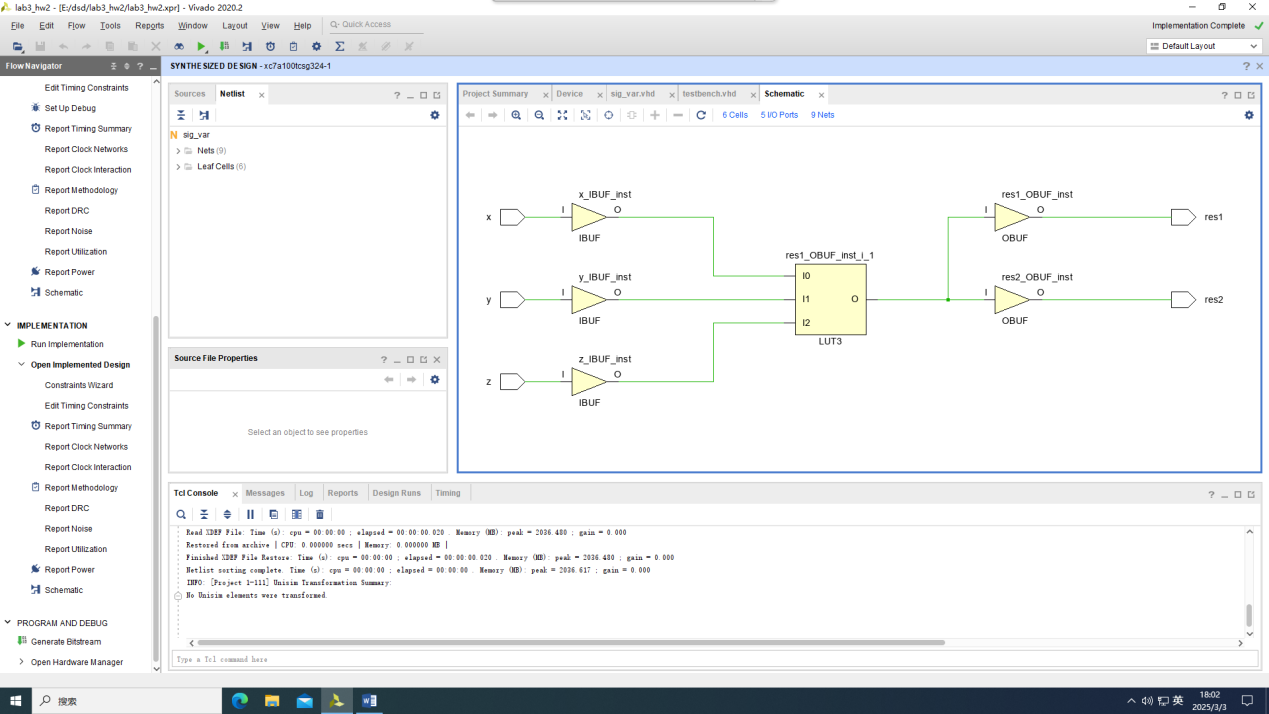 lab3_hw2 - [E:/dsd/lab3_hw2/lab3_hw2.xpr] - Vivado 2020.2
File Edit Flow Tools Reports Window Layout View Help Quick Access
Implementation Complete
Default Layout
Flow Navigator
SYNTHESIZED DESIGN - xc7a100tcsg324-1
Edit Timing Constraints
Set Up Debug
Report Timing Summary
Report Clock Networks
Report Clock Interaction
Report Methodology
Report DRC
Report Noise
Report Utilization
Report Power
Schematic
IMPLEMENTATION
Run Implementation
Open Implemented Design
Constraints Wizard
Edit Timing Constraints
Report Timing Summary
Report Clock Networks
Report Clock Interaction
Report Methodology
Report DRC
Report Noise
Report Utilization
Report Power
Schematic
PROGRAM AND DEBUG
Generate Bitstream
Open Hardware Manager
Sources Netlist
N sig_var
Nets (9)
Leaf Cells (6)
Source File Properties
Select an object to see properties
Project Summary Device sig_var.vhd testbench.vhd Schematic
6 Cells 5 I/O Ports 9 Nets
x_IBUF_inst
x I O
IBUF
y_IBUF_inst
y I O
IBUF
z_IBUF_inst
z I O
IBUF
res1_OBUF_inst_i_1
I0
I1 O
I2
LUT3
res1_OBUF_inst
I O res1
OBUF
res2_OBUF_inst
I O res2
OBUF
Tcl Console Messages Log Reports Design Runs Timing
Read XDEF File: Time (s): cpu = 00:00:00 ; elapsed = 00:00:00.020 . Memory (MB): peak = 2036.480 ; gain = 0.000
Restored from archive | CPU: 0.000000 secs | Memory: 0.000000 MB |
Finished XDEF File Restore: Time (s): cpu = 00:00:00 ; elapsed = 00:00:00.020 . Memory (MB): peak = 2036.480 ; gain = 0.000
Netlist sorting complete. Time (s): cpu = 00:00:00 ; elapsed = 00:00:00 . Memory (MB): peak = 2036.617 ; gain = 0.000
INFO: [Project 1-111] Unisim Transformation Summary:
No Unisim elements were transformed.
Type a Tcl command here
搜索
英
18:02
2025/3/3